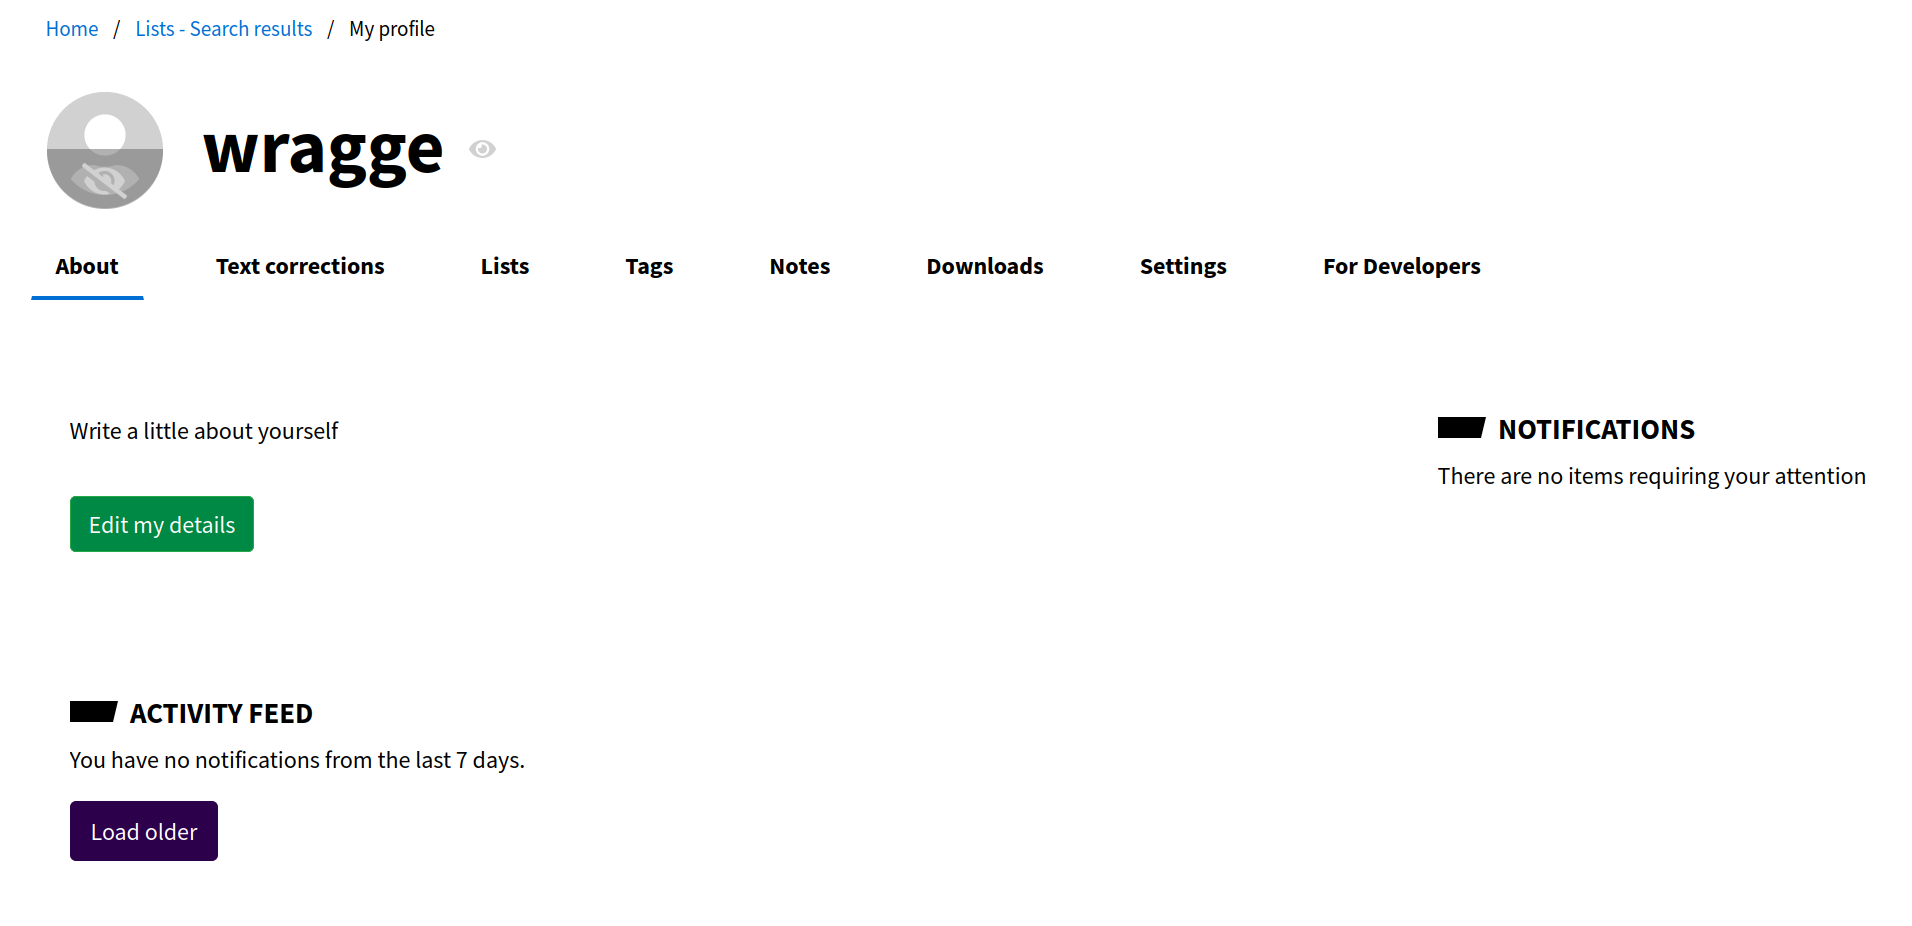 Home / Lists - Search results / My profile
wragge
About Text corrections Lists Tags Notes Downloads Settings For Developers
Write a little about yourself
Edit my details
NOTIFICATIONS
There are no items requiring your attention
ACTIVITY FEED
You have no notifications from the last 7 days.
Load older